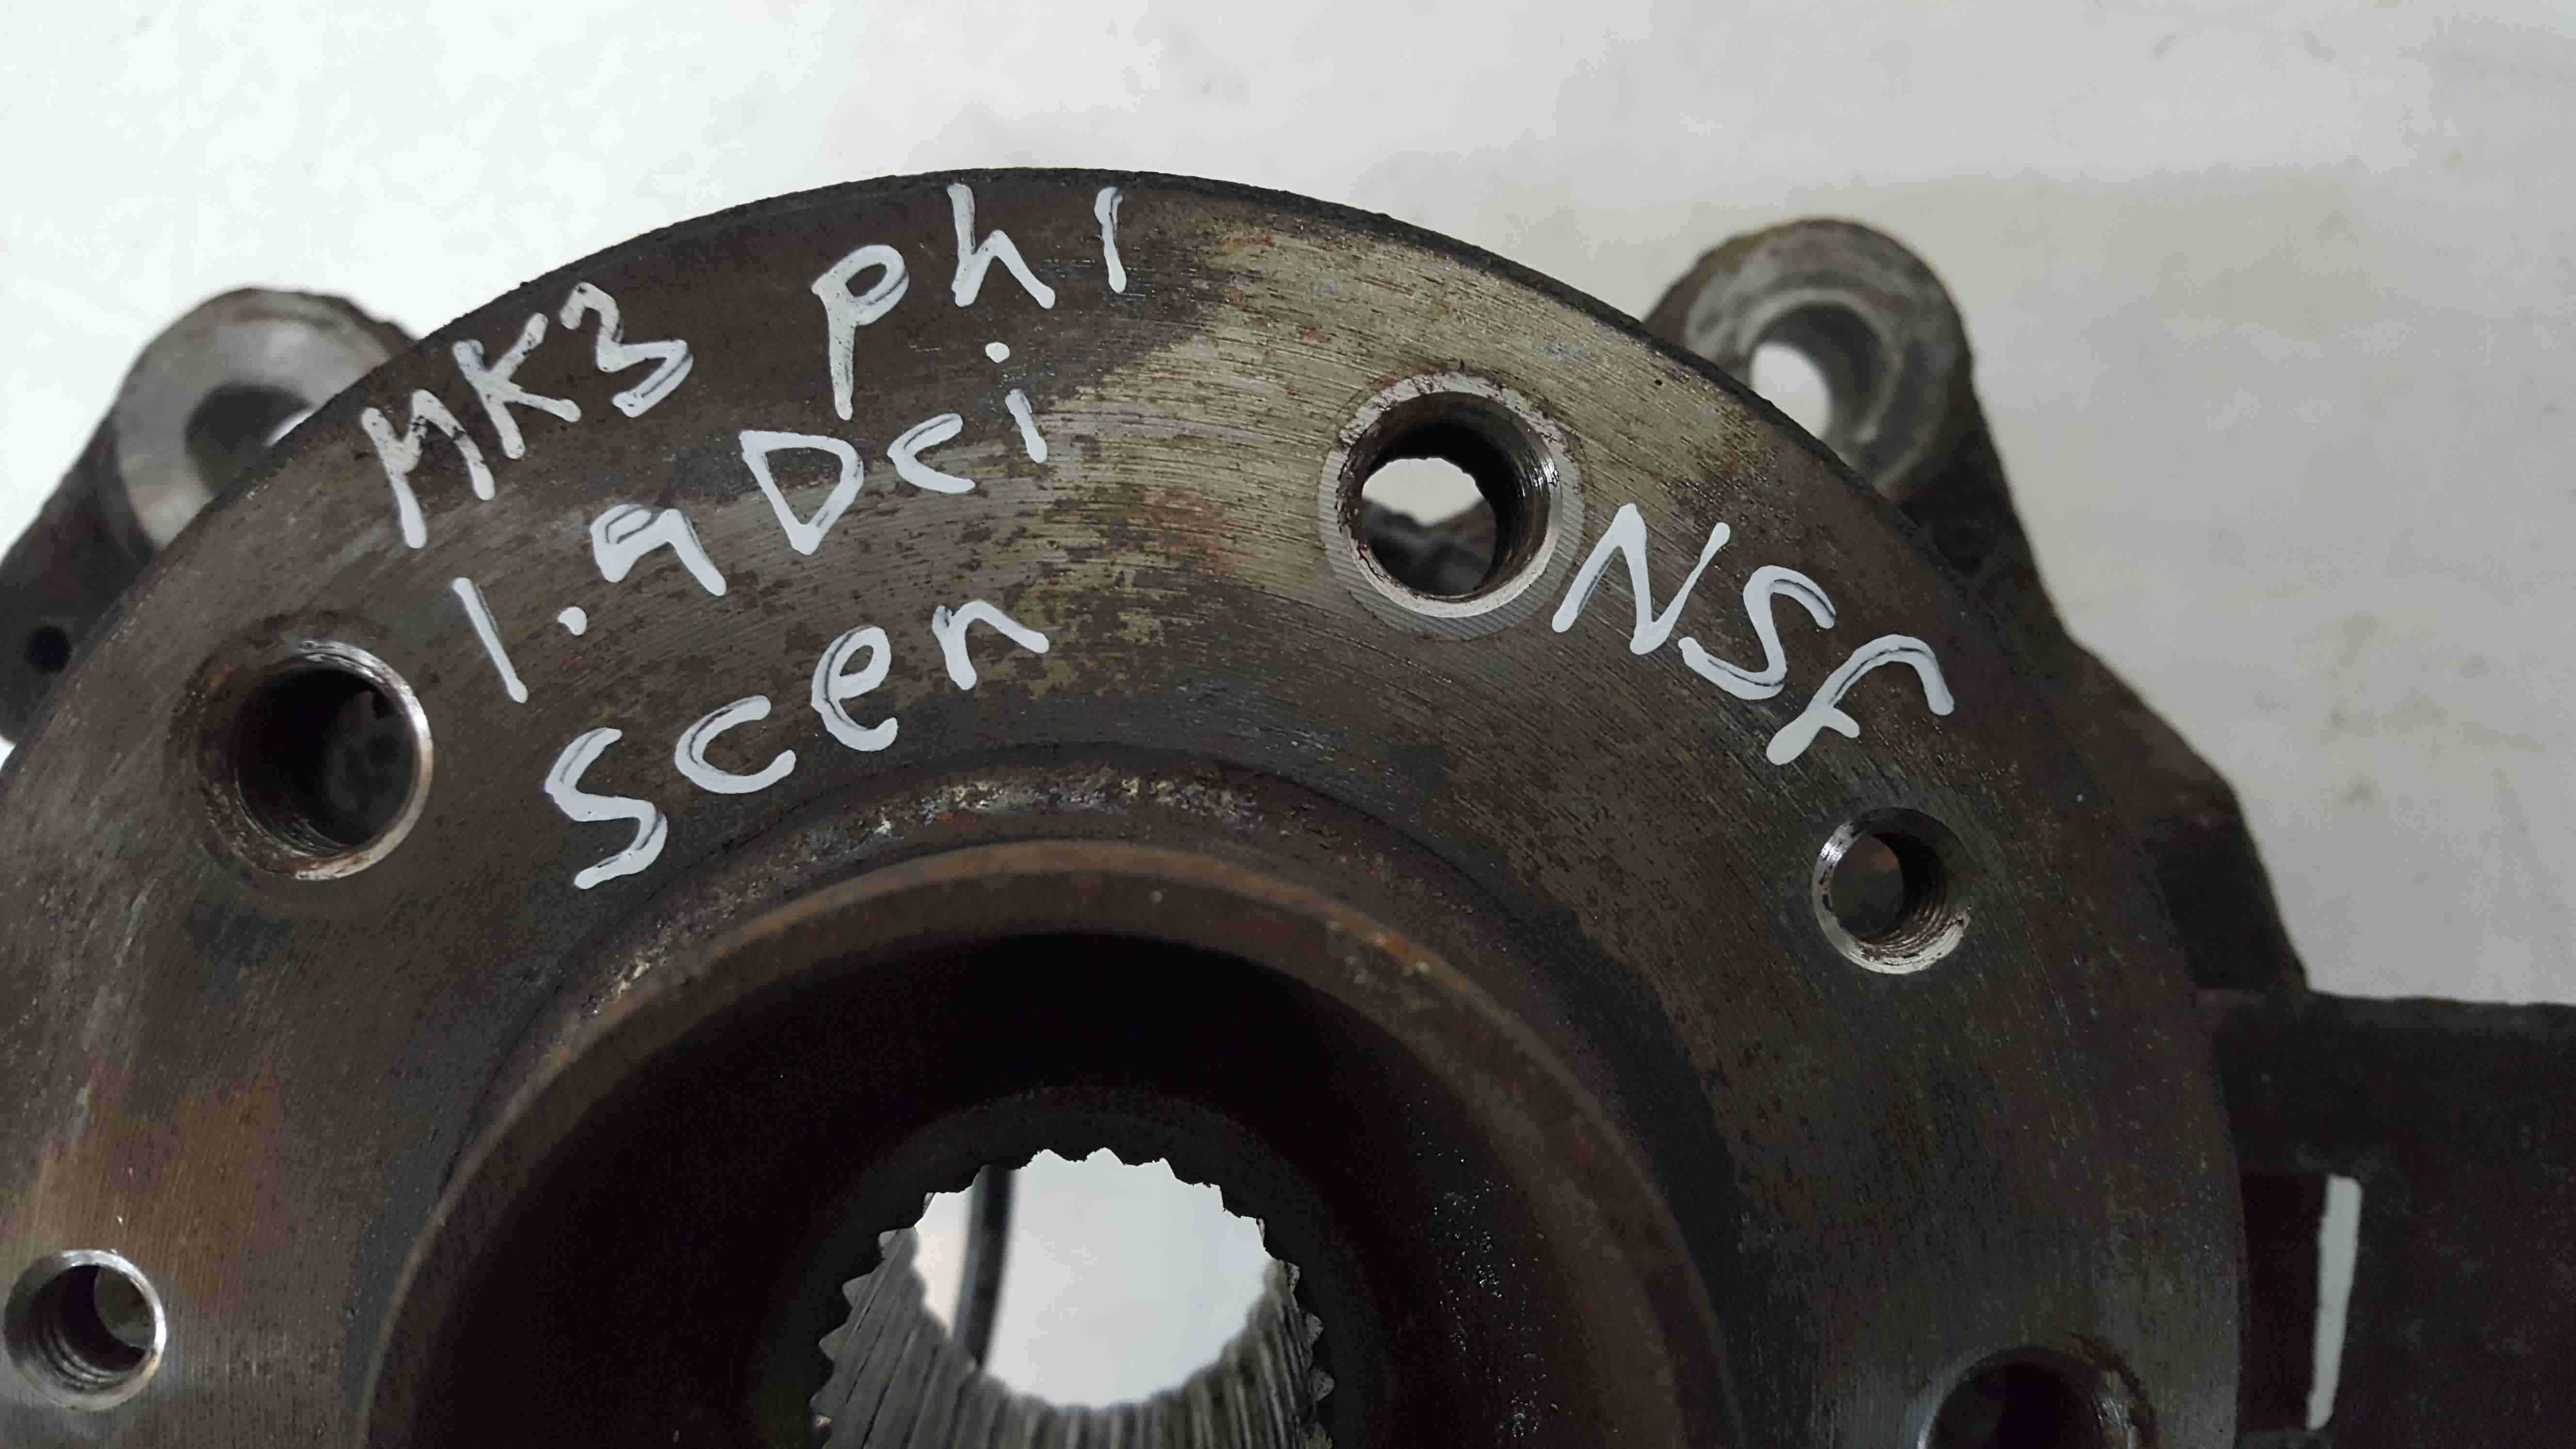 MK3 ph1
1.9 Dci
Scen
NSF